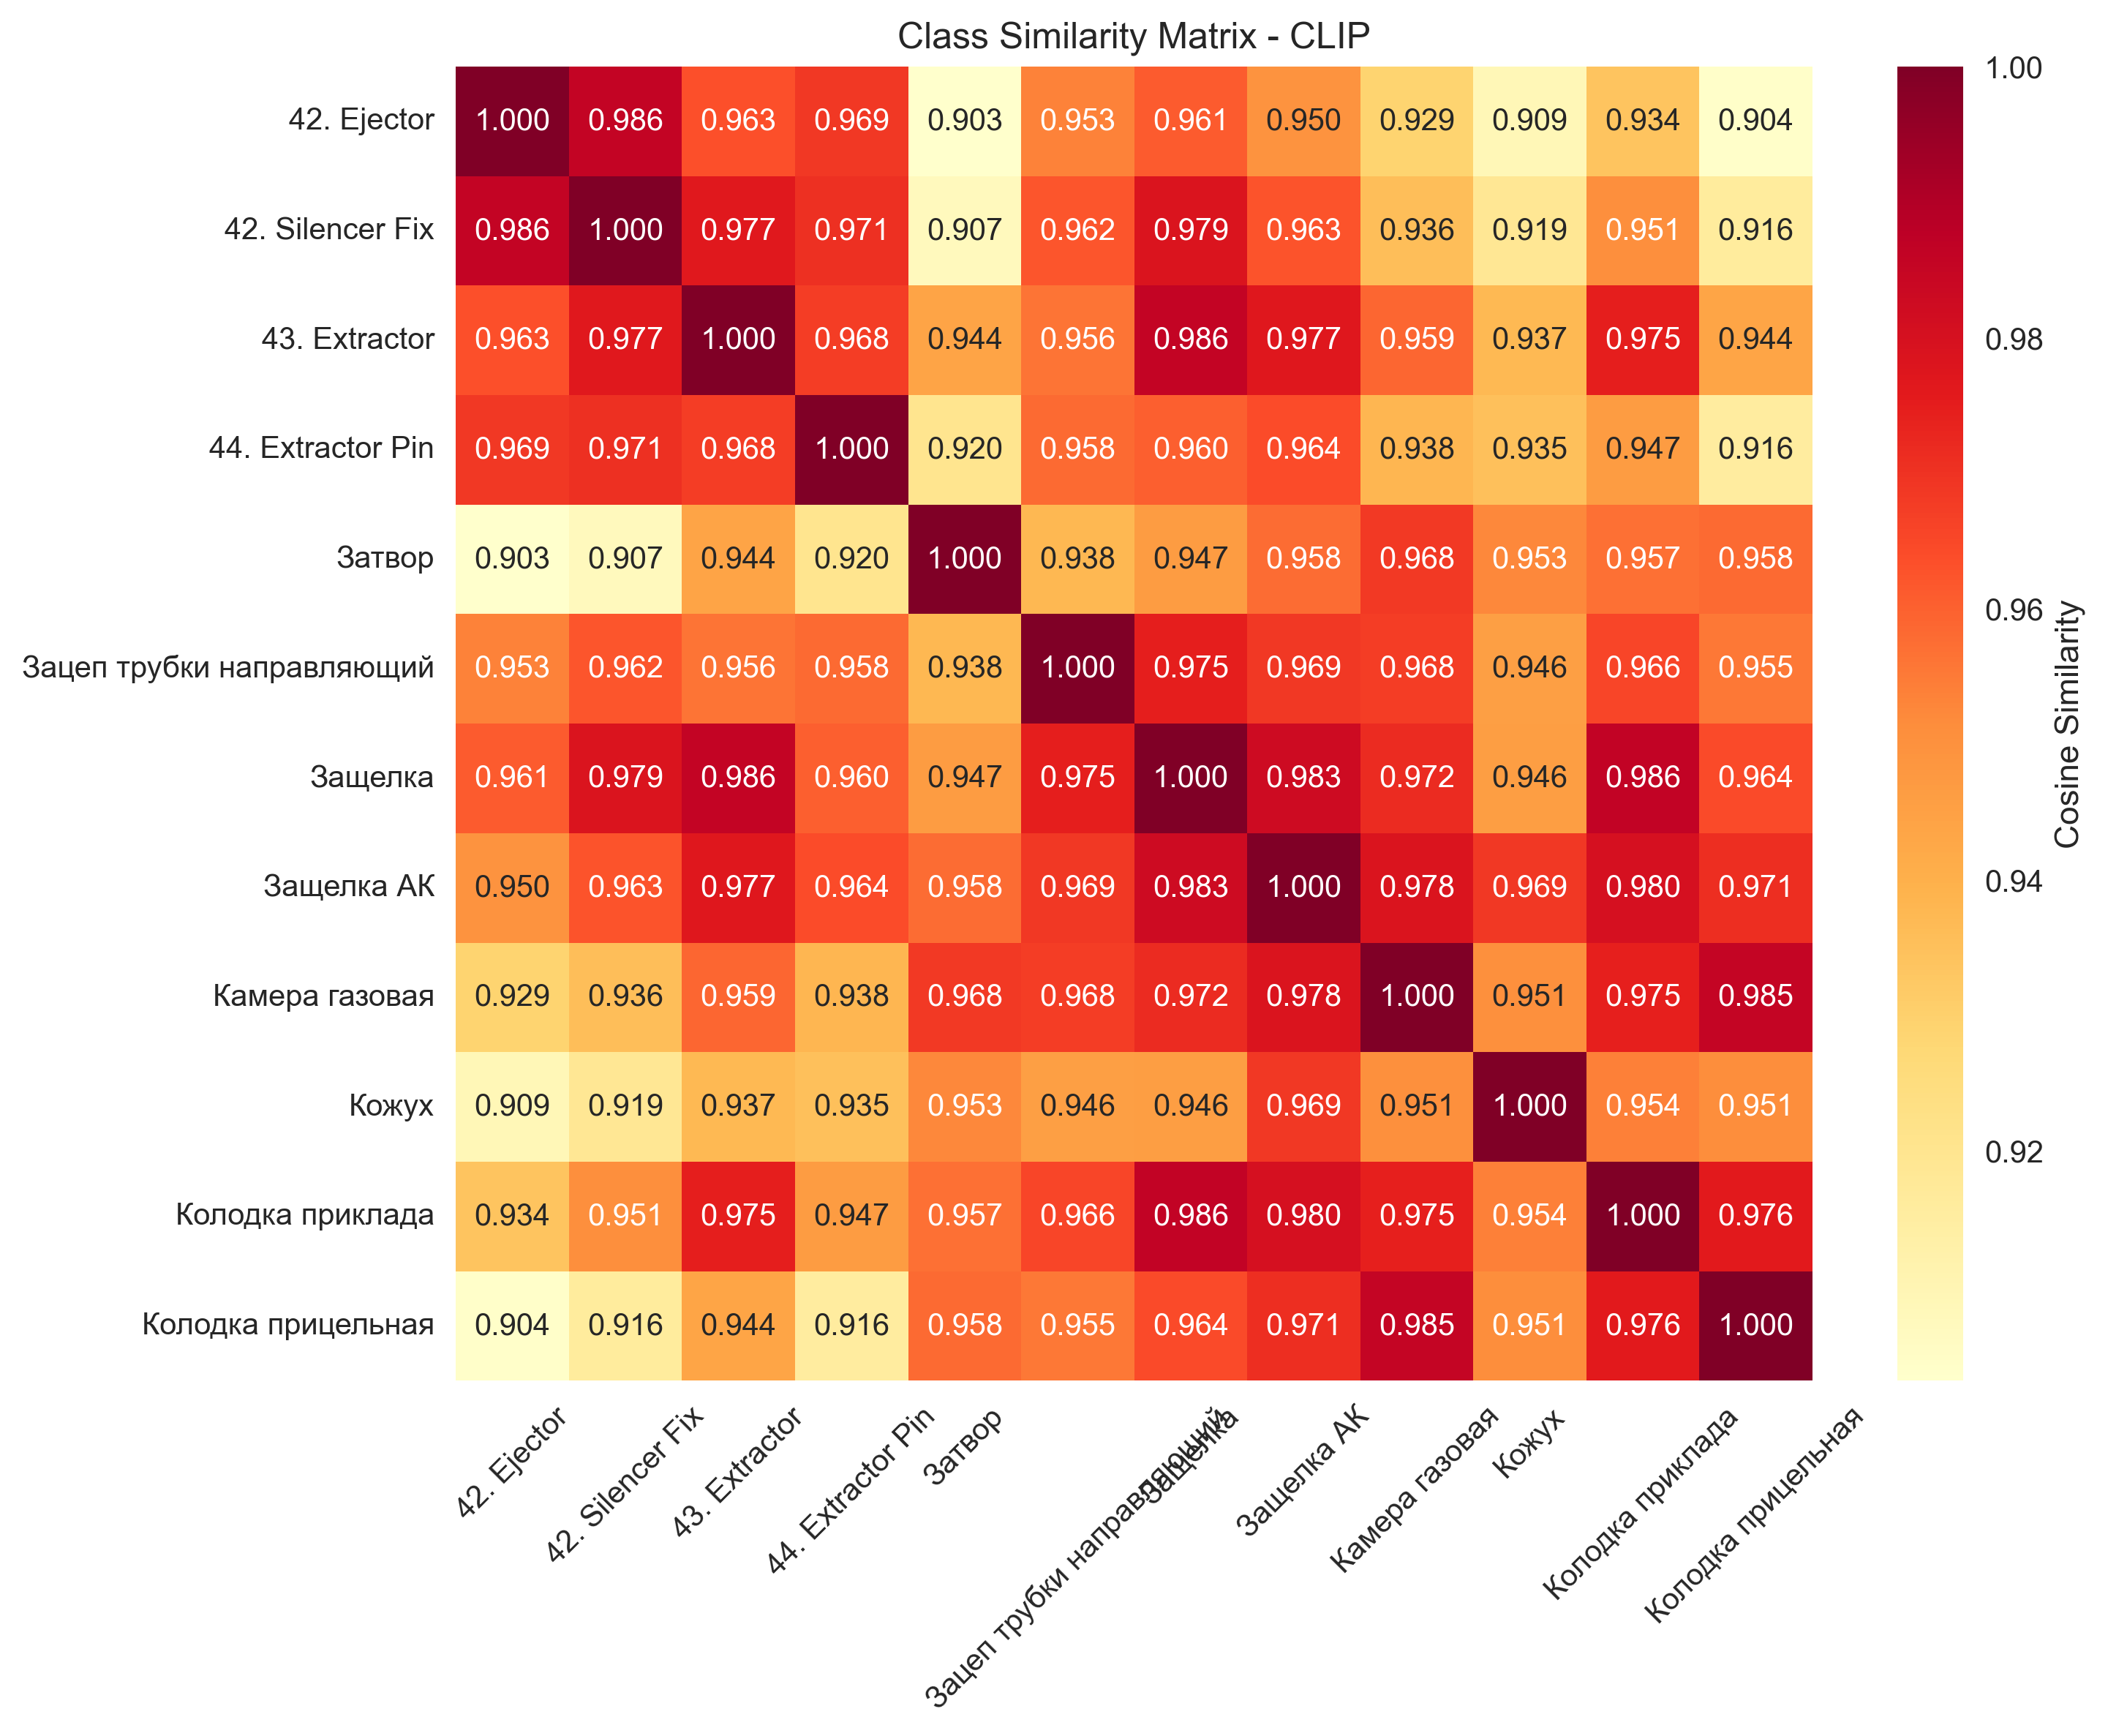 Class Similarity Matrix - CLIP
42. Ejector 1.000 0.986 0.963 0.969 0.903 0.953 0.961 0.950 0.929 0.909 0.934 0.904
42. Silencer Fix 0.986 1.000 0.977 0.971 0.907 0.962 0.979 0.963 0.936 0.919 0.951 0.916
43. Extractor 0.963 0.977 1.000 0.968 0.944 0.956 0.986 0.977 0.959 0.937 0.975 0.944
44. Extractor Pin 0.969 0.971 0.968 1.000 0.920 0.958 0.960 0.964 0.938 0.935 0.947 0.916
Затвор 0.903 0.907 0.944 0.920 1.000 0.938 0.947 0.958 0.968 0.953 0.957 0.958
Зацеп трубки направляющий 0.953 0.962 0.956 0.958 0.938 1.000 0.975 0.969 0.968 0.946 0.966 0.955
Защелка 0.961 0.979 0.986 0.960 0.947 0.975 1.000 0.983 0.972 0.946 0.986 0.964
Защелка АК 0.950 0.963 0.977 0.964 0.958 0.969 0.983 1.000 0.978 0.969 0.980 0.971
Камера газовая 0.929 0.936 0.959 0.938 0.968 0.968 0.972 0.978 1.000 0.951 0.975 0.985
Кожух 0.909 0.919 0.937 0.935 0.953 0.946 0.946 0.969 0.951 1.000 0.954 0.951
Колодка приклада 0.934 0.951 0.975 0.947 0.957 0.966 0.986 0.980 0.975 0.954 1.000 0.976
Колодка прицельная 0.904 0.916 0.944 0.916 0.958 0.955 0.964 0.971 0.985 0.951 0.976 1.000
42. Ejector
42. Silencer Fix
43. Extractor
44. Extractor Pin
Затвор
Зацеп трубки направляющий
Защелка
Защелка АК
Камера газовая
Кожух
Колодка приклада
Колодка прицельная
1.00
0.98
0.96
0.94
0.92
Cosine Similarity